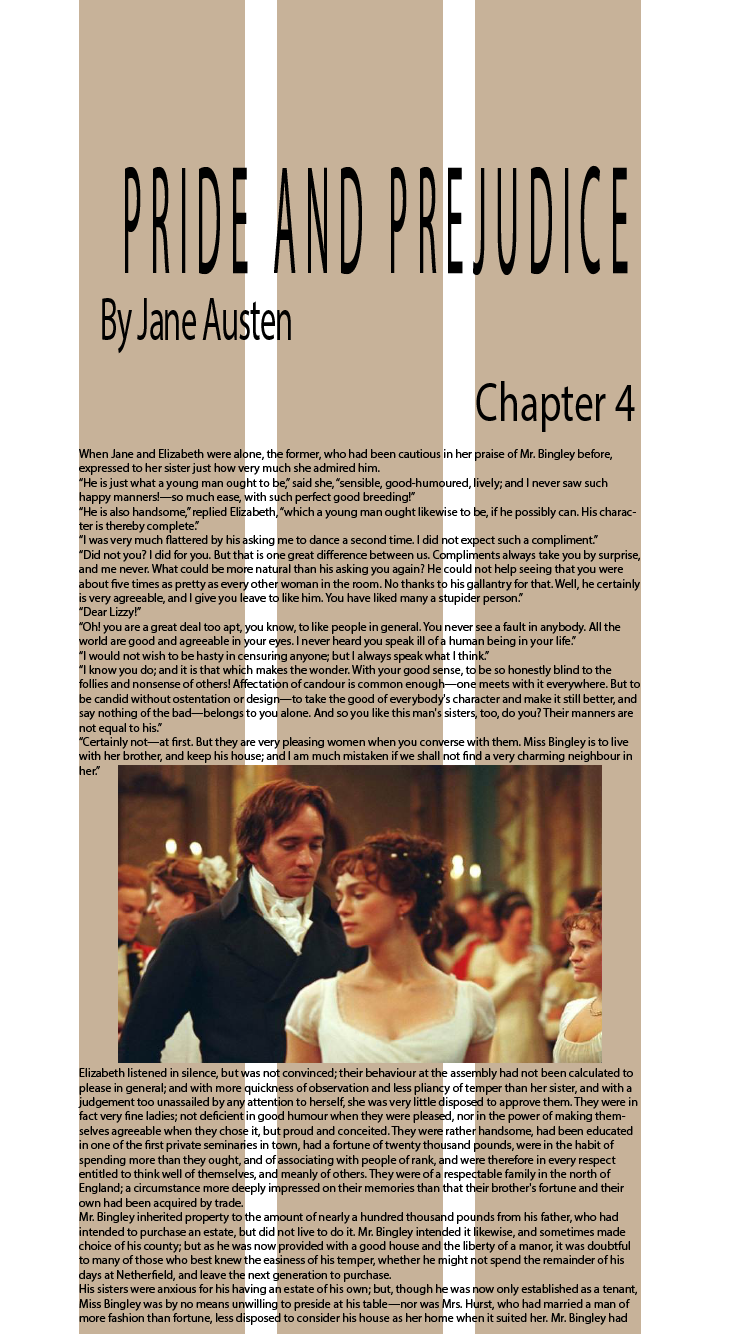 PRIDE AND PREJUDICE
By Jane Austen
Chapter 4
When Jane and Elizabeth were alone, the former, who had been cautious in her praise of Mr. Bingley before,
expressed to her sister just how very much she admired him.
“He is just what a young man ought to be,” said she, “sensible, good-humoured, lively; and I never saw such
happy manners!—so much ease, with such perfect good breeding!”
“He is also handsome,” replied Elizabeth, “which a young man ought likewise to be, if he possibly can. His charac-
ter is thereby complete.”
“I was very much flattered by his asking me to dance a second time. I did not expect such a compliment.”
“Did not you? I did for you. But that is one great difference between us. Compliments always take you by surprise,
and me never. What could be more natural than his asking you again? He could not help seeing that you were
about five times as pretty as every other woman in the room. No thanks to his gallantry for that. Well, he certainly
is very agreeable, and I give you leave to like him. You have liked many a stupider person.”
“Dear Lizzy!”
“Oh! you are a great deal too apt, you know, to like people in general. You never see a fault in anybody. All the
world are good and agreeable in your eyes. I never heard you speak ill of a human being in your life.”
“I would not wish to be hasty in censuring anyone; but I always speak what I think.”
“I know you do; and it is that which makes the wonder. With your good sense, to be so honestly blind to the
follies and nonsense of others! Affectation of candour is common enough—one meets with it everywhere. But to
be candid without ostentation or design—to take the good of everybody's character and make it still better, and
say nothing of the bad—belongs to you alone. And so you like this man's sisters, too, do you? Their manners are
not equal to his.”
“Certainly not—at first. But they are very pleasing women when you converse with them. Miss Bingley is to live
with her brother, and keep his house; and I am much mistaken if we shall not find a very charming neighbour in
her.”
Elizabeth listened in silence, but was not convinced; their behaviour at the assembly had not been calculated to
please in general; and with more quickness of observation and less pliancy of temper than her sister, and with a
judgement too unassailed by any attention to herself, she was very little disposed to approve them. They were in
fact very fine ladies; not deficient in good humour when they were pleased, nor in the power of making them-
selves agreeable when they chose it, but proud and conceited. They were rather handsome, had been educated
in one of the first private seminaries in town, had a fortune of twenty thousand pounds, were in the habit of
spending more than they ought, and of associating with people of rank, and were therefore in every respect
entitled to think well of themselves, and meanly of others. They were of a respectable family in the north of
England; a circumstance more deeply impressed on their memories than that their brother's fortune and their
own had been acquired by trade.
Mr. Bingley inherited property to the amount of nearly a hundred thousand pounds from his father, who had
intended to purchase an estate, but did not live to do it. Mr. Bingley intended it likewise, and sometimes made
choice of his county; but as he was now provided with a good house and the liberty of a manor, it was doubtful
to many of those who best knew the easiness of his temper, whether he might not spend the remainder of his
days at Netherfield, and leave the next generation to purchase.
His sisters were anxious for his having an estate of his own; but, though he was now only established as a tenant,
Miss Bingley was by no means unwilling to preside at his table—nor was Mrs. Hurst, who had married a man of
more fashion than fortune, less disposed to consider his house as her home when it suited her. Mr. Bingley had